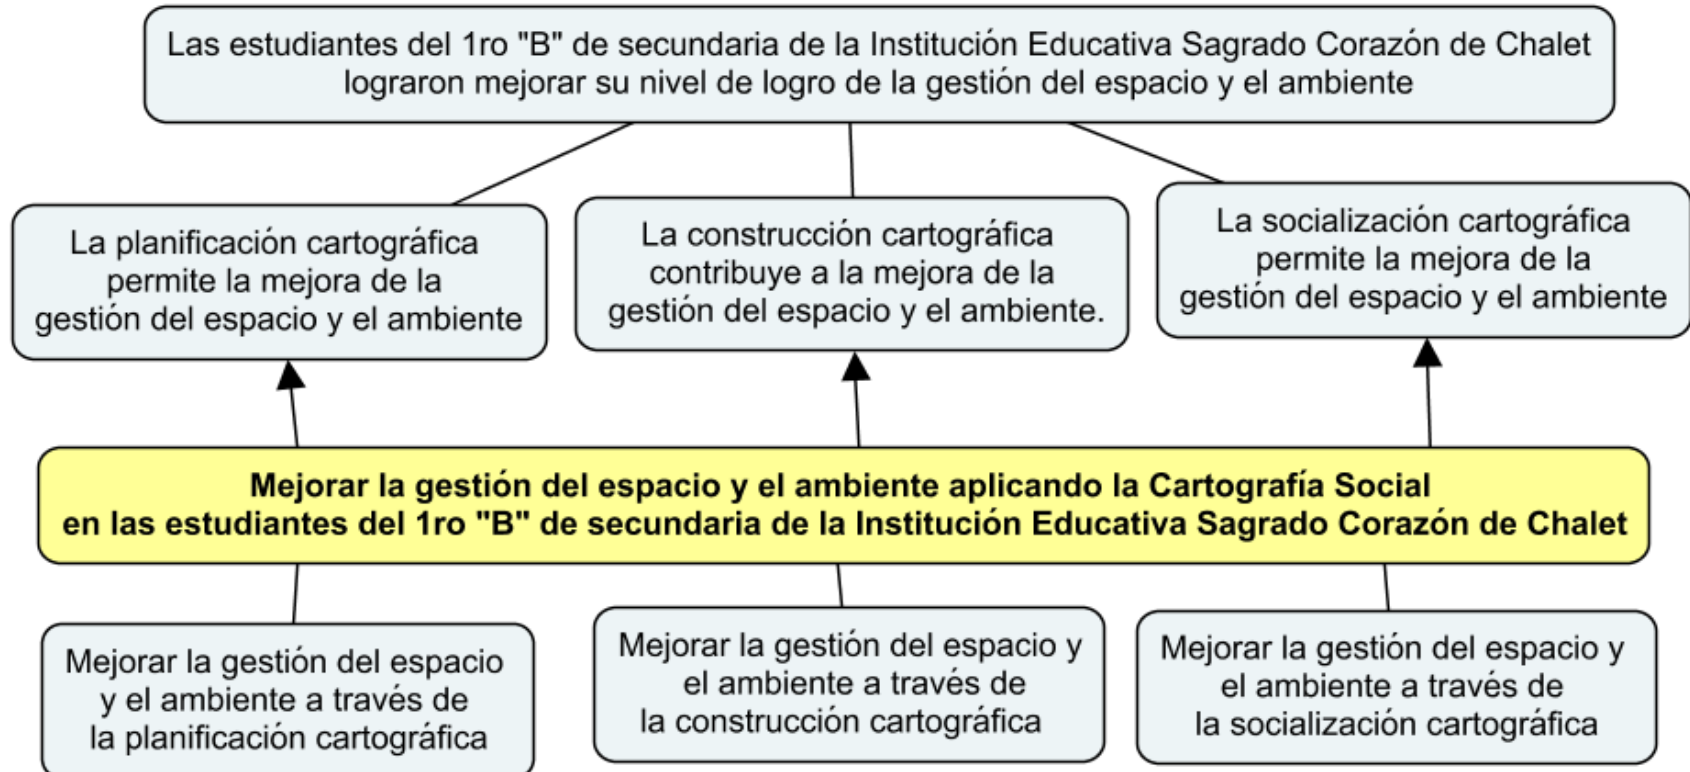 Las estudiantes del 1ro "B" de secundaria de la Institución Educativa Sagrado Corazón de Chalet
lograron mejorar su nivel de logro de la gestión del espacio y el ambiente
La planificación cartográfica
permite la mejora de la
gestión del espacio y el ambiente
La construcción cartográfica
contribuye a la mejora de la
gestión del espacio y el ambiente.
La socialización cartográfica
permite la mejora de la
gestión del espacio y el ambiente
Mejorar la gestión del espacio y el ambiente aplicando la Cartografía Social
en las estudiantes del 1ro "B" de secundaria de la Institución Educativa Sagrado Corazón de Chalet
Mejorar la gestión del espacio
y el ambiente a través de
la planificación cartográfica
Mejorar la gestión del espacio y
el ambiente a través de
la construcción cartográfica
Mejorar la gestión del espacio y
el ambiente a través de
la socialización cartográfica